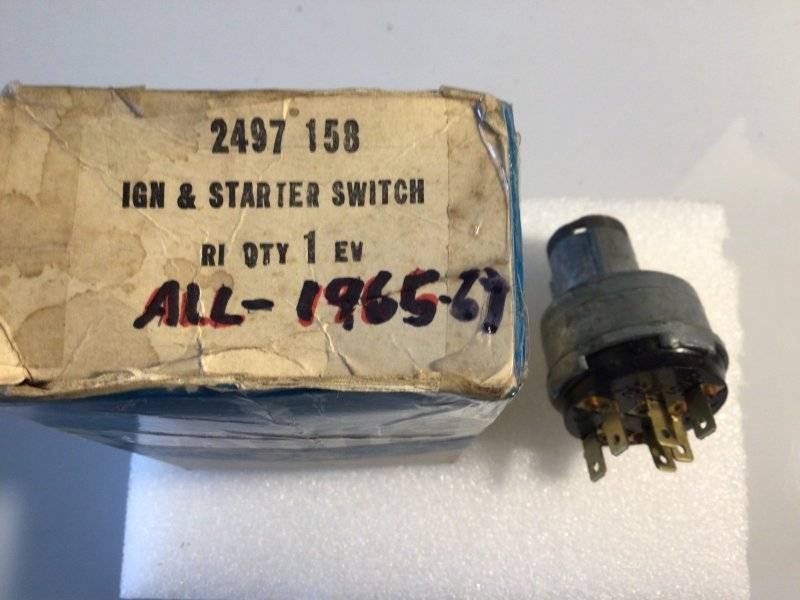 2497 158
IGN & STARTER SWITCH
RI QTY 1 EV
ALL - 1965-67